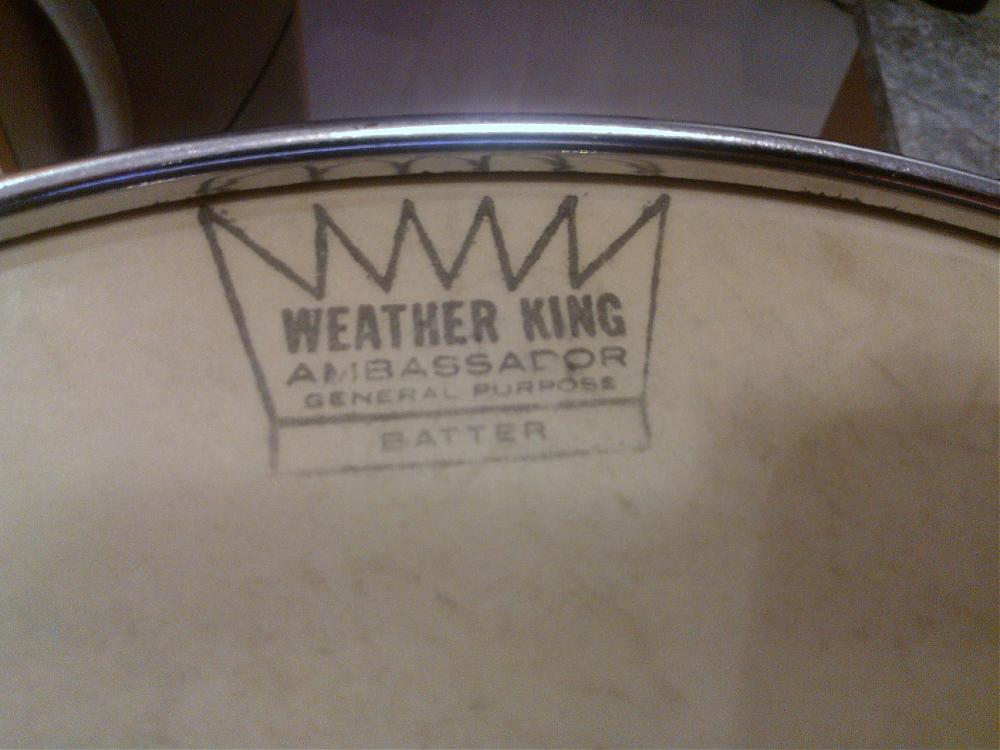 WEATHER KING
AMBASSADOR
GENERAL PURPOSE
BATTER